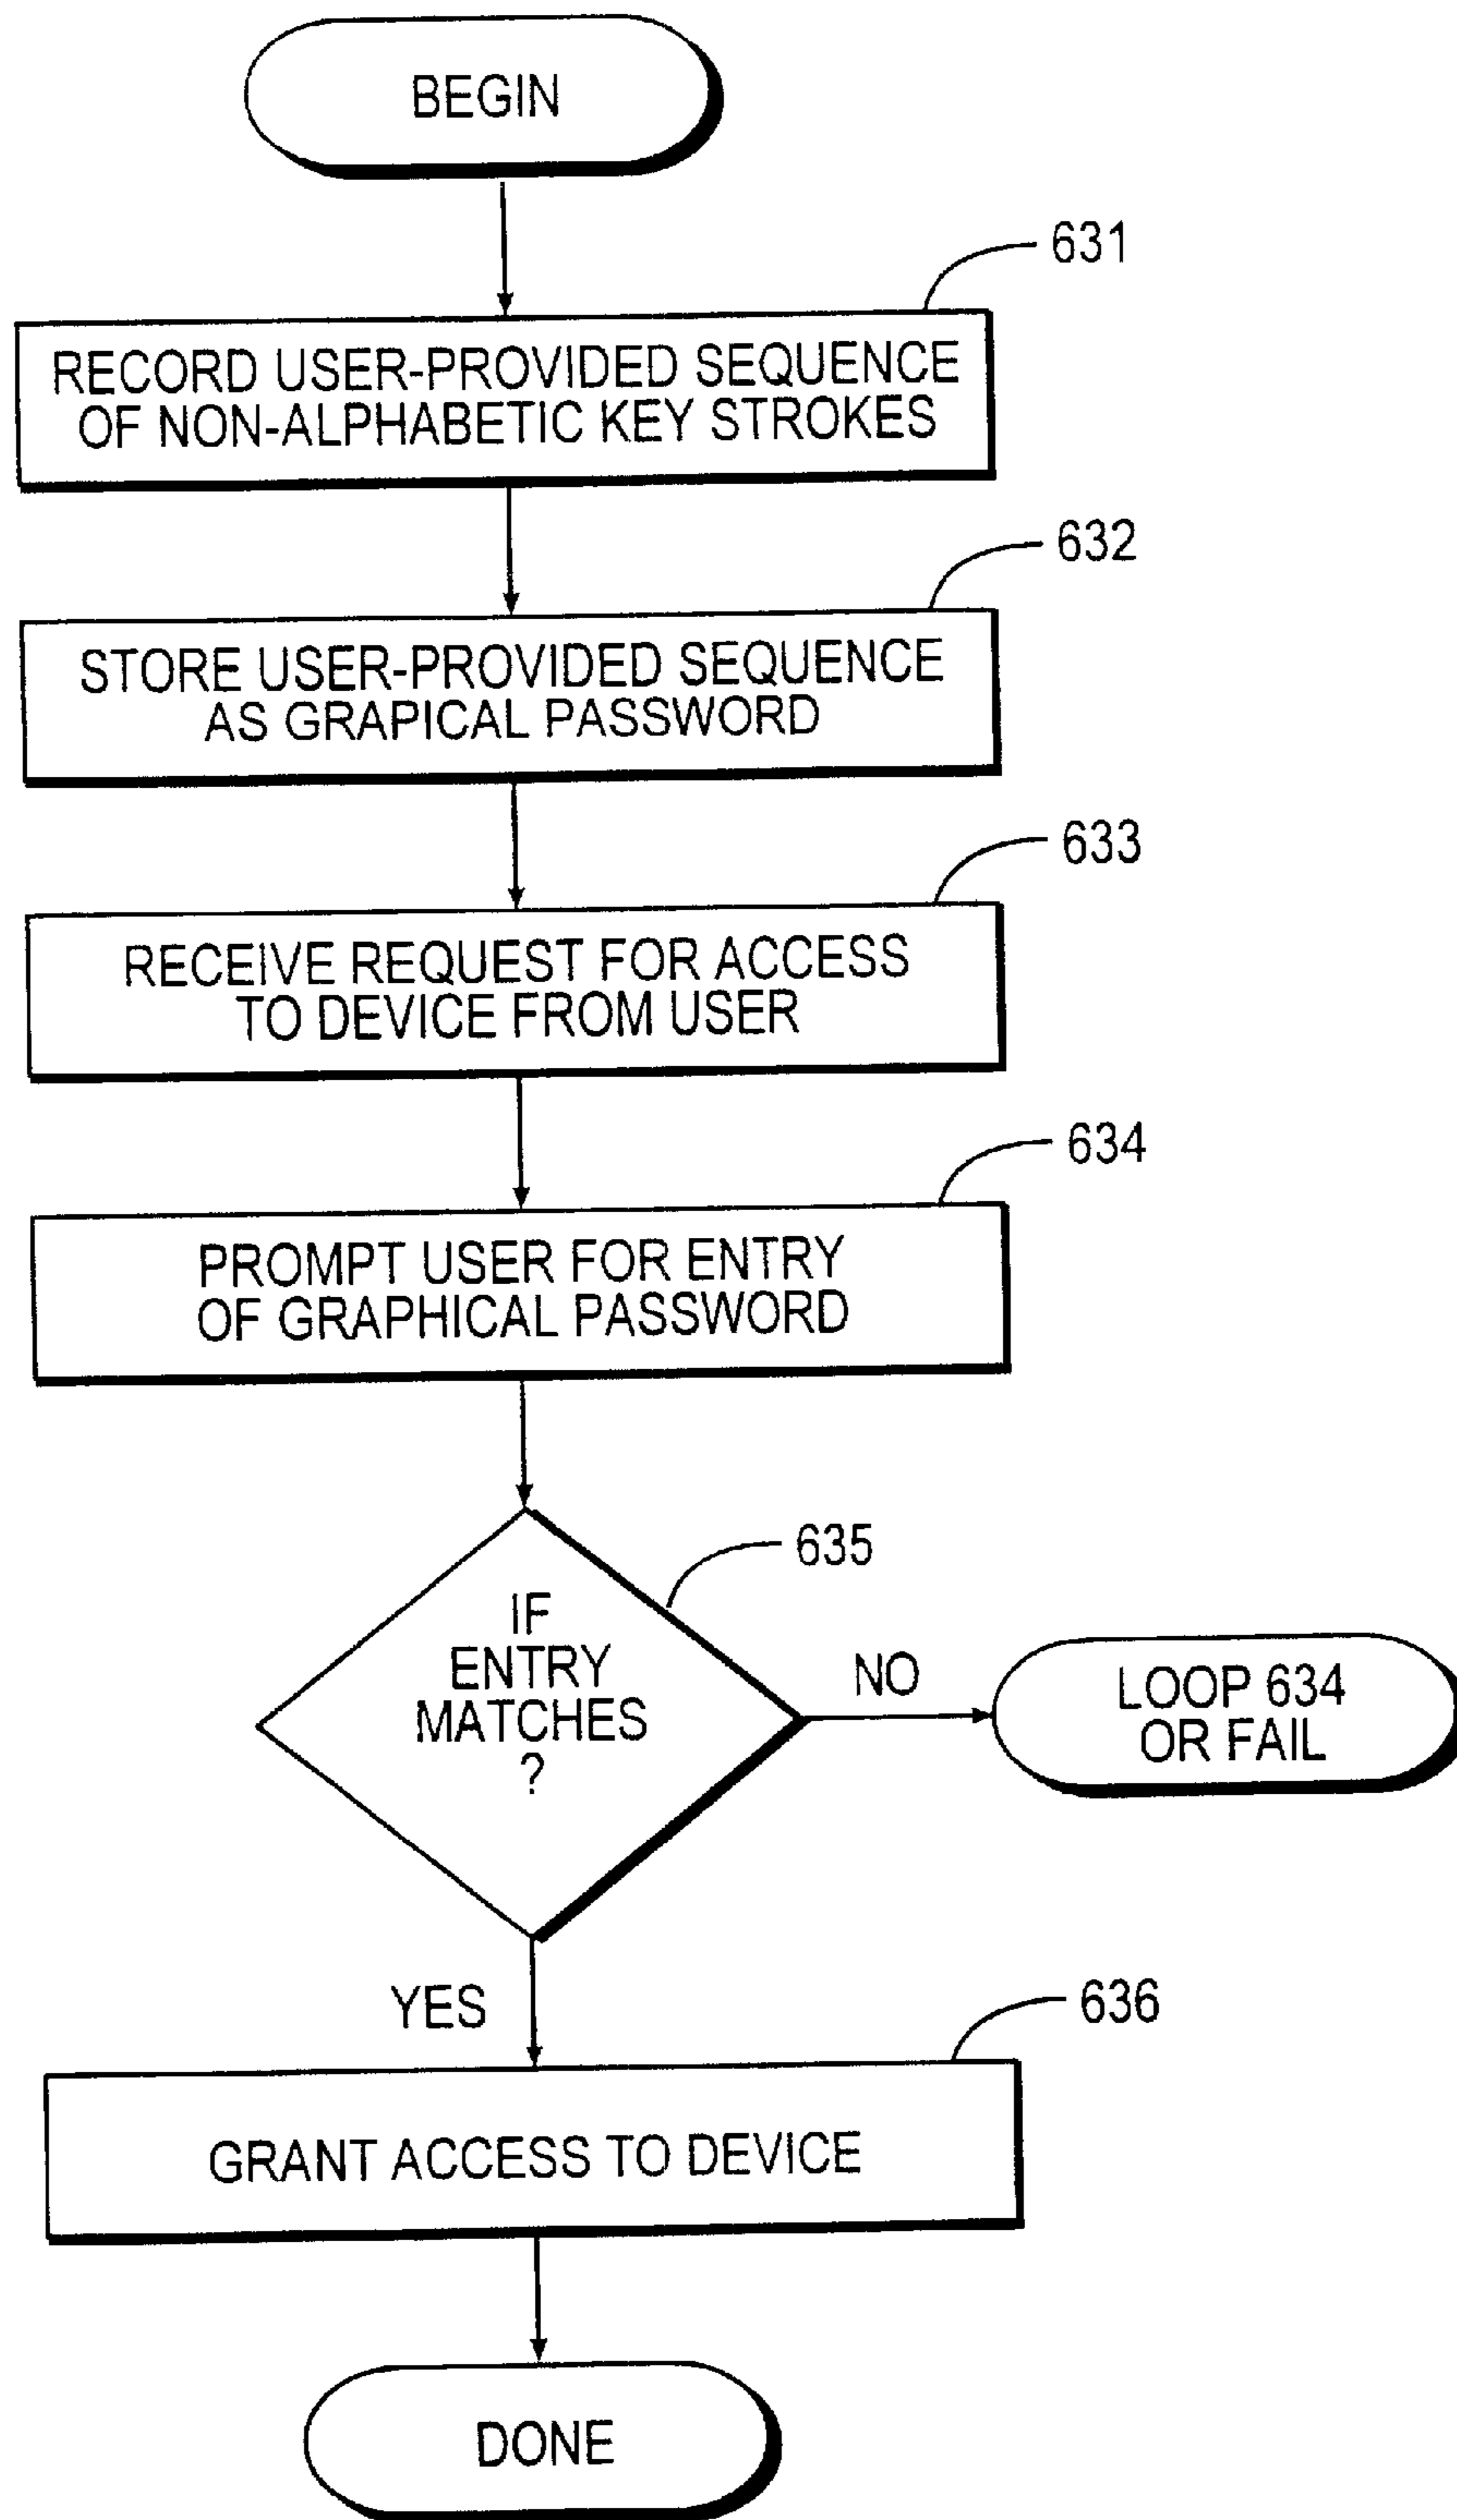 BEGIN
631
RECORD USER-PROVIDED SEQUENCE
OF NON-ALPHABETIC KEY STROKES
632
STORE USER-PROVIDED SEQUENCE
AS GRAPICAL PASSWORD
633
RECEIVE REQUEST FOR ACCESS
TO DEVICE FROM USER
634
PROMPT USER FOR ENTRY
OF GRAPHICAL PASSWORD
635
IF
ENTRY
MATCHES
?
NO
LOOP 634
OR FAIL
YES
636
GRANT ACCESS TO DEVICE
DONE